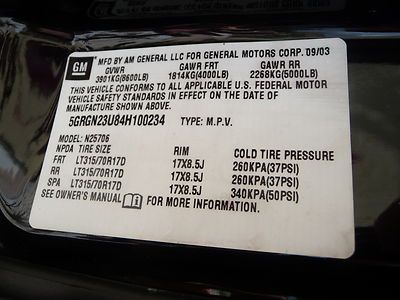 GM
MFD BY AM GENERAL LLC FOR GENERAL MOTORS CORP. 09/03
GVWR GAWR FRT GAWR RR
3901KG(8600LB) 1814KG(4000LB) 2268KG(5000LB)
THIS VEHICLE CONFORMS TO ALL APPLICABLE U.S. FEDERAL MOTOR
VEHICLE SAFETY STANDARDS IN EFFECT ON THE DATE OF
MANUFACTURE SHOWN ABOVE.
5GRGN23U84H100234 TYPE: M.P.V.
MODEL: N25706
NPDA TIRE SIZE RIM COLD TIRE PRESSURE
FRT LT315/70R17D 17X8.5J 260KPA(37PSI)
RR LT315/70R17D 17X8.5J 260KPA(37PSI)
SPA LT315/70R17D 17X8.5J 340KPA(50PSI)
SEE OWNER'S MANUAL FOR MORE INFORMATION.